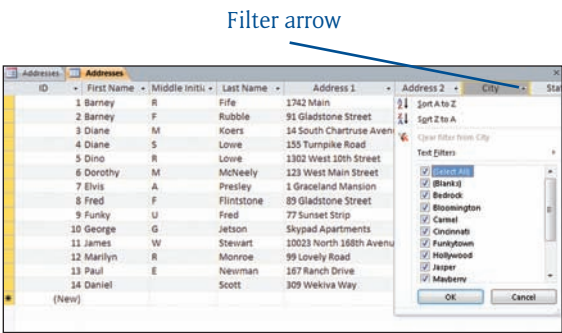 Filter arrow
Addresses Addresses
ID First Name Middle Initi Last Name Address 1 Address 2 City Stat
1 Barney R Fife 1742 Main
2 Barney F Rubble 91 Gladstone Street
3 Diane M Koers 14 South Chartruse Aven
4 Diane S Lowe 155 Turnpike Road
5 Dino R Lowe 1302 West 10th Street
6 Dorothy M McNeely 123 West Main Street
7 Elvis A Presley 1 Graceland Mansion
8 Fred F Flintstone 89 Gladstone Street
9 Funky U Fred 77 Sunset Strip
10 George G Jetson Skypad Apartments
11 James W Stewart 10023 North 168th Avenu
12 Marilyn R Monroe 99 Lovely Road
13 Paul E Newman 167 Ranch Drive
14 Daniel Scott 309 Wekiva Way
(New)
Sort A to Z
Sort Z to A
Clear filter from City
Text Filters
(Select All)
(Blanks)
Bedrock
Bloomington
Carmel
Cincinnati
Funkytown
Hollywood
Jasper
Mayberry
OK Cancel